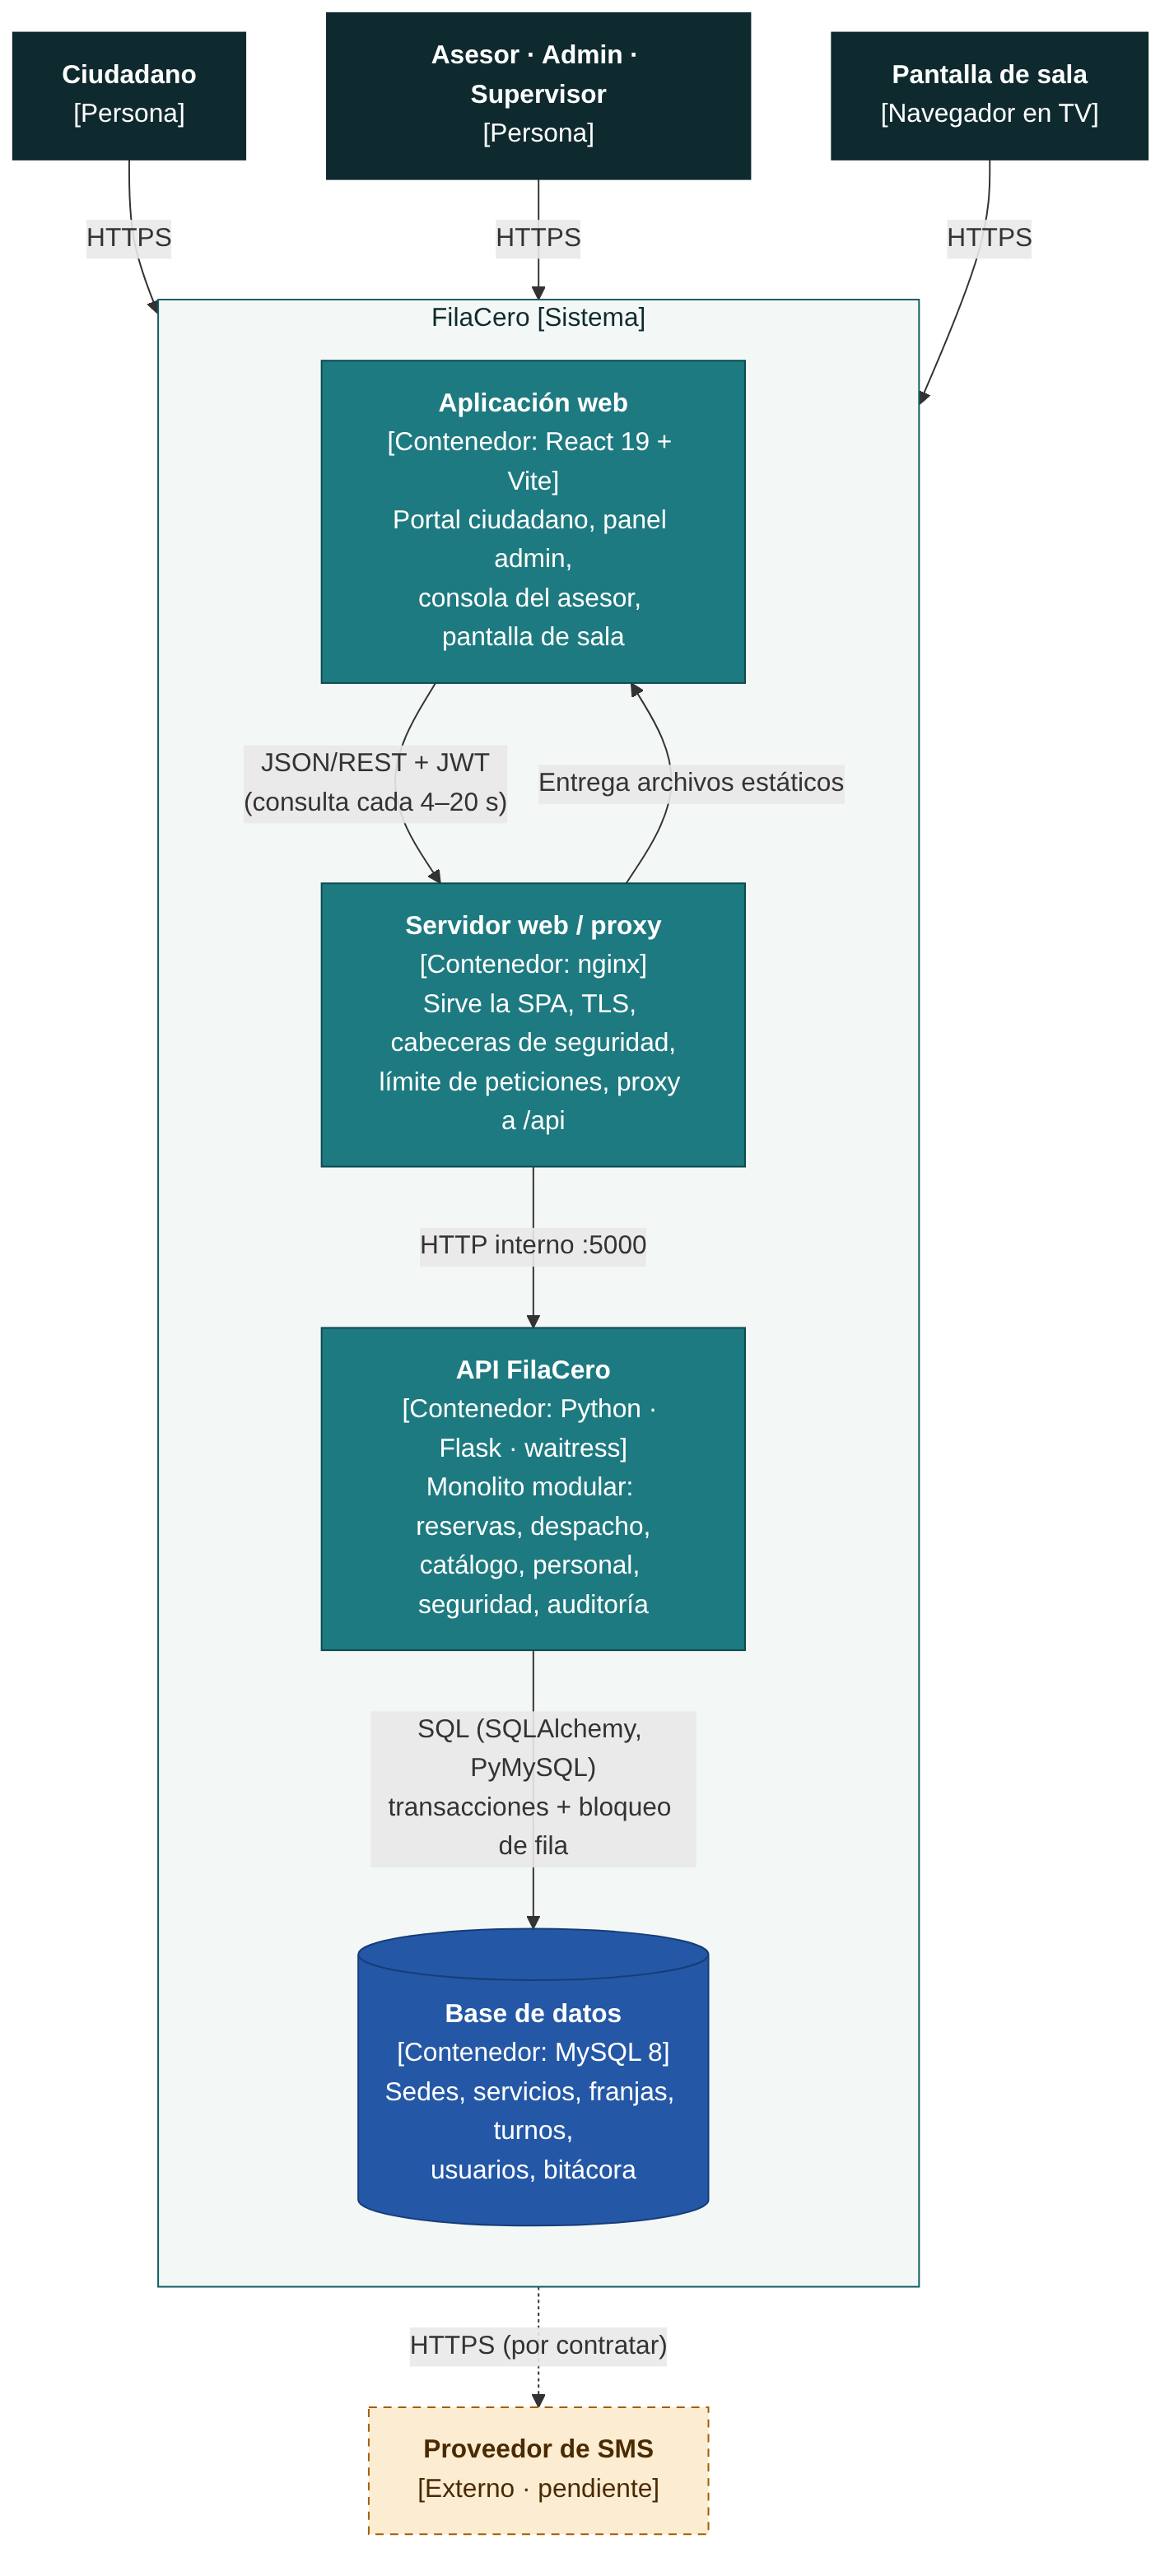 Ciudadano
[Persona]
Asesor · Admin ·
Supervisor
[Persona]
Pantalla de sala
[Navegador en TV]
HTTPS
HTTPS
HTTPS
FilaCero [Sistema]
Aplicación web
[Contenedor: React 19 +
Vite]
Portal ciudadano, panel
admin,
consola del asesor,
pantalla de sala
JSON/REST + JWT
(consulta cada 4–20 s)
Entrega archivos estáticos
Servidor web / proxy
[Contenedor: nginx]
Sirve la SPA, TLS,
cabeceras de seguridad,
límite de peticiones, proxy
a /api
HTTP interno :5000
API FilaCero
[Contenedor: Python ·
Flask · waitress]
Monolito modular:
reservas, despacho,
catálogo, personal,
seguridad, auditoría
SQL (SQLAlchemy,
PyMySQL)
transacciones + bloqueo
de fila
Base de datos
[Contenedor: MySQL 8]
Sedes, servicios, franjas,
turnos,
usuarios, bitácora
HTTPS (por contratar)
Proveedor de SMS
[Externo · pendiente]